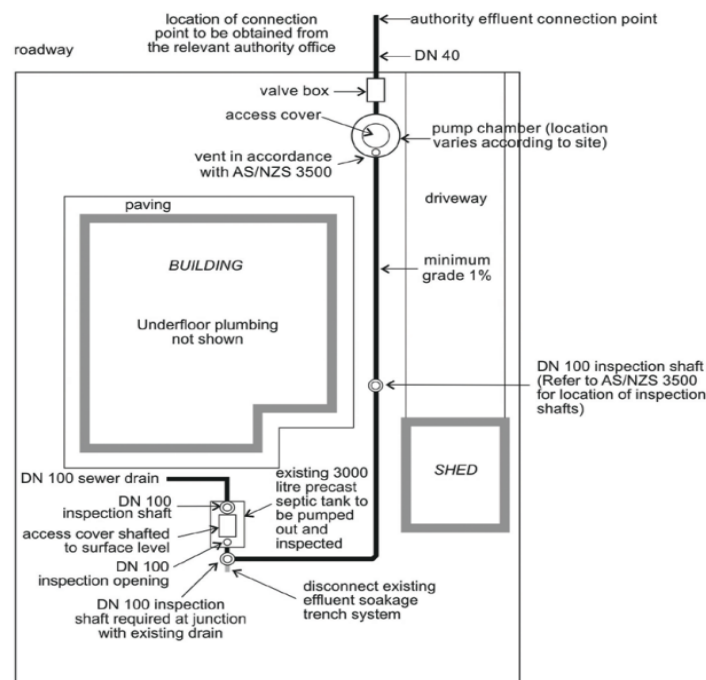 location of connection
point to be obtained from
the relevant authority office
authority effluent connection point
roadway
DN 40
valve box
access cover
pump chamber (location
varies according to site)
vent in accordance
with AS/NZS 3500
paving
driveway
BUILDING
minimum
grade 1%
Underfloor plumbing
not shown
DN 100 inspection shaft
(Refer to AS/NZS 3500
for location of inspection
shafts)
SHED
DN 100 sewer drain
existing 3000
litre precast
septic tank to
be pumped
out and
inspected
DN 100
inspection shaft
access cover shafted
to surface level
DN 100
inspection opening
DN 100 inspection
shaft required at junction
with existing drain
disconnect existing
effluent soakage
trench system